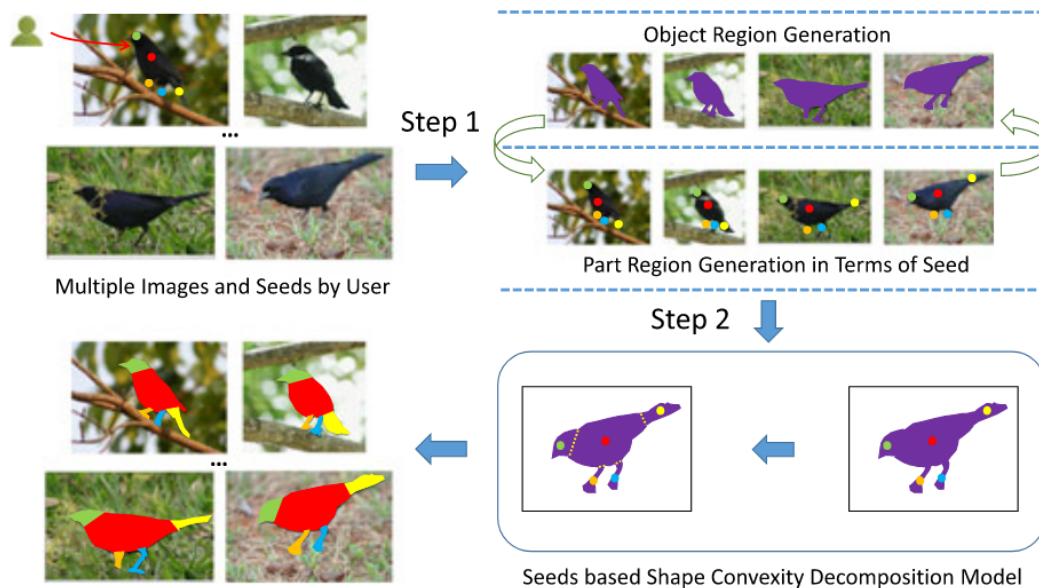 Object Region Generation
Step 1
...
Multiple Images and Seeds by User
Part Region Generation in Terms of Seed
Step 2
...
Seeds based Shape Convexity Decomposition Model